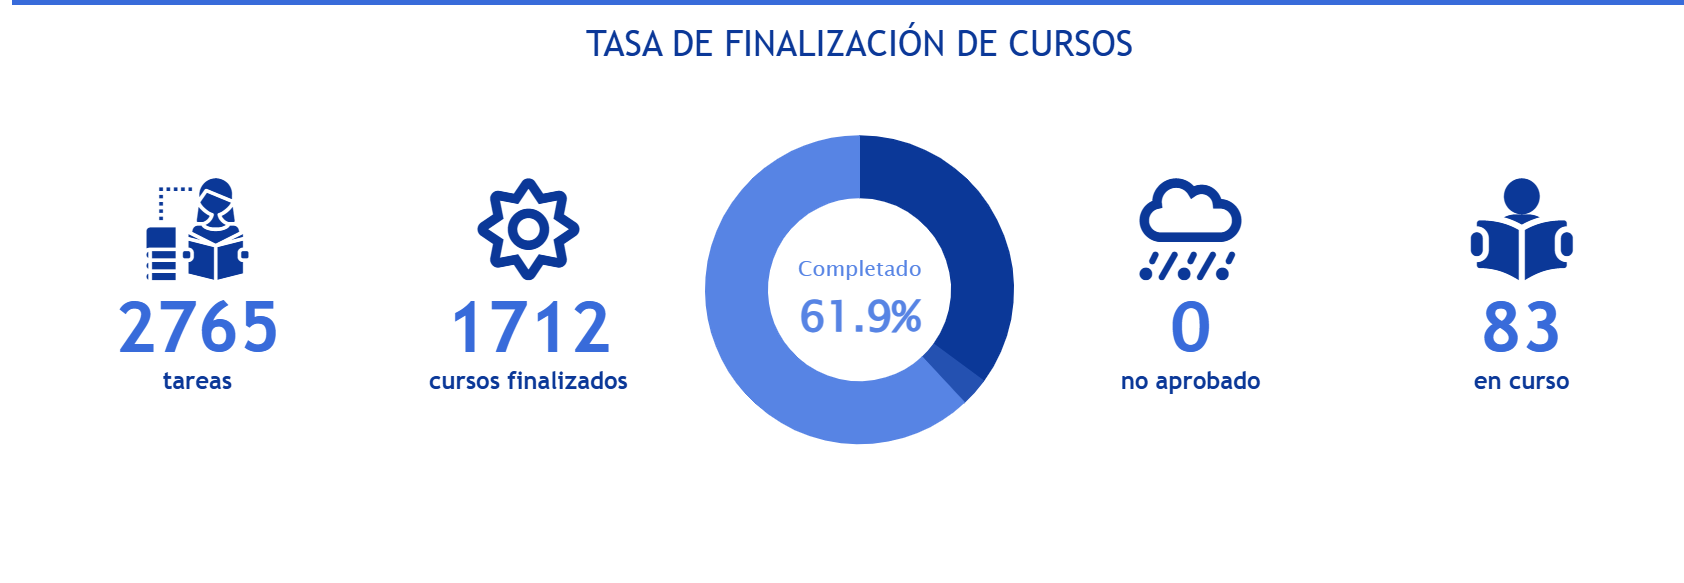 TASA DE FINALIZACIÓN DE CURSOS
2765
tareas
1712
cursos finalizados
Completado
61.9%
0
no aprobado
83
en curso